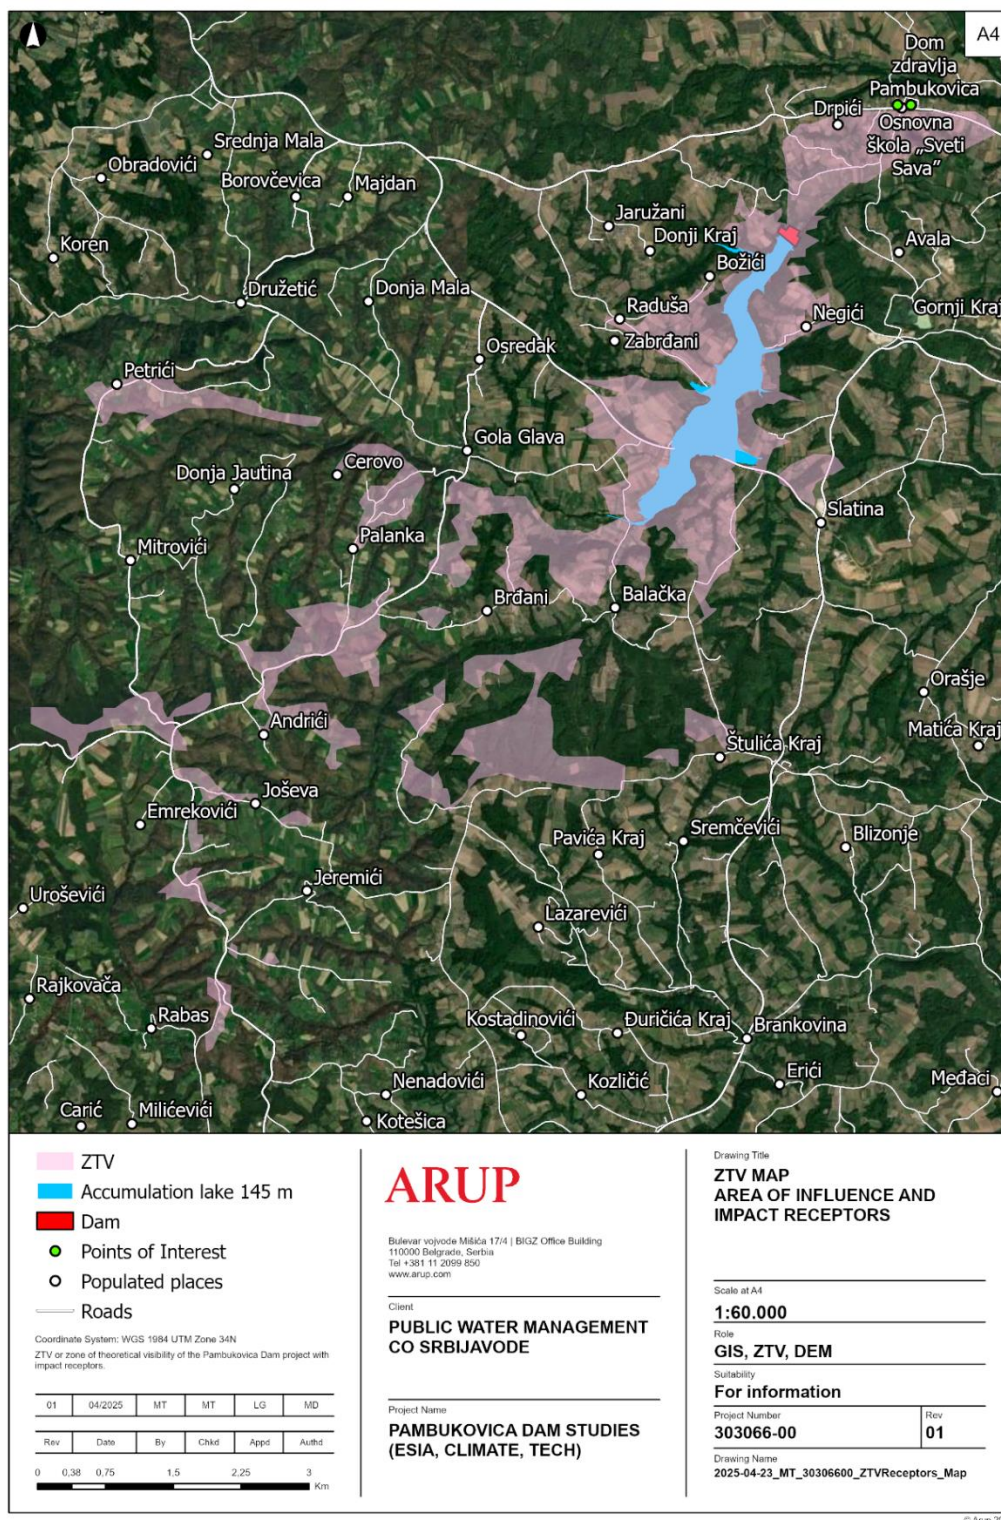 A4
Dom
zdravlja
Pambukovica
Drpići
Osnovna
škola „Sveti
Sava"
Srednja Mala
Obradovići
Borovčevica
Majdan
Jaružani
Koren
Donji Kraj
Avala
Božići
Družetić
Donja Mala
Raduša
Negići
Gornji Kraj
Zabrđani
Osredak
Petrići
Gola Glava
Donja Jautina
Cerovo
Slatina
Palanka
Mitrovići
Brđani
Balačka
Orašje
Andrići
Matića Kraj
Štulića Kraj
Joševa
Emrekovići
Pavića Kraj
Sremčevići
Blizonje
Jeremići
Uroševići
Lazarevići
Rajkovača
Rabas
Kostadinovići
Đuričića Kraj
Brankovina
Erići
Nenadovići
Kozličić
Međaci
Carić
Milićevići
Kotešica
ZTV
Accumulation lake 145 m
Dam
Points of Interest
Populated places
Roads
Coordinate System: WGS 1984 UTM Zone 34N
ZTV or zone of theoretical visibility of the Pambukovica Dam project with
impact receptors.
01 04/2025 MT MT LG MD
Rev Date By Chkd Appd Authd
0 0,38 0,75 1,5 2,25 3
Km
ARUP
Bulevar vojvode Mišića 17/4 | BIGZ Office Building
110000 Belgrade, Serbia
Tel +381 11 2099 850
www.arup.com
Client
PUBLIC WATER MANAGEMENT
CO SRBIJAVODE
Project Name
PAMBUKOVICA DAM STUDIES
(ESIA, CLIMATE, TECH)
Drawing Title
ZTV MAP
AREA OF INFLUENCE AND
IMPACT RECEPTORS
Scale at A4
1:60.000
Role
GIS, ZTV, DEM
Suitability
For information
Project Number
303066-00
Rev
01
Drawing Name
2025-04-23_MT_30306600_ZTVReceptors_Map
© Arup